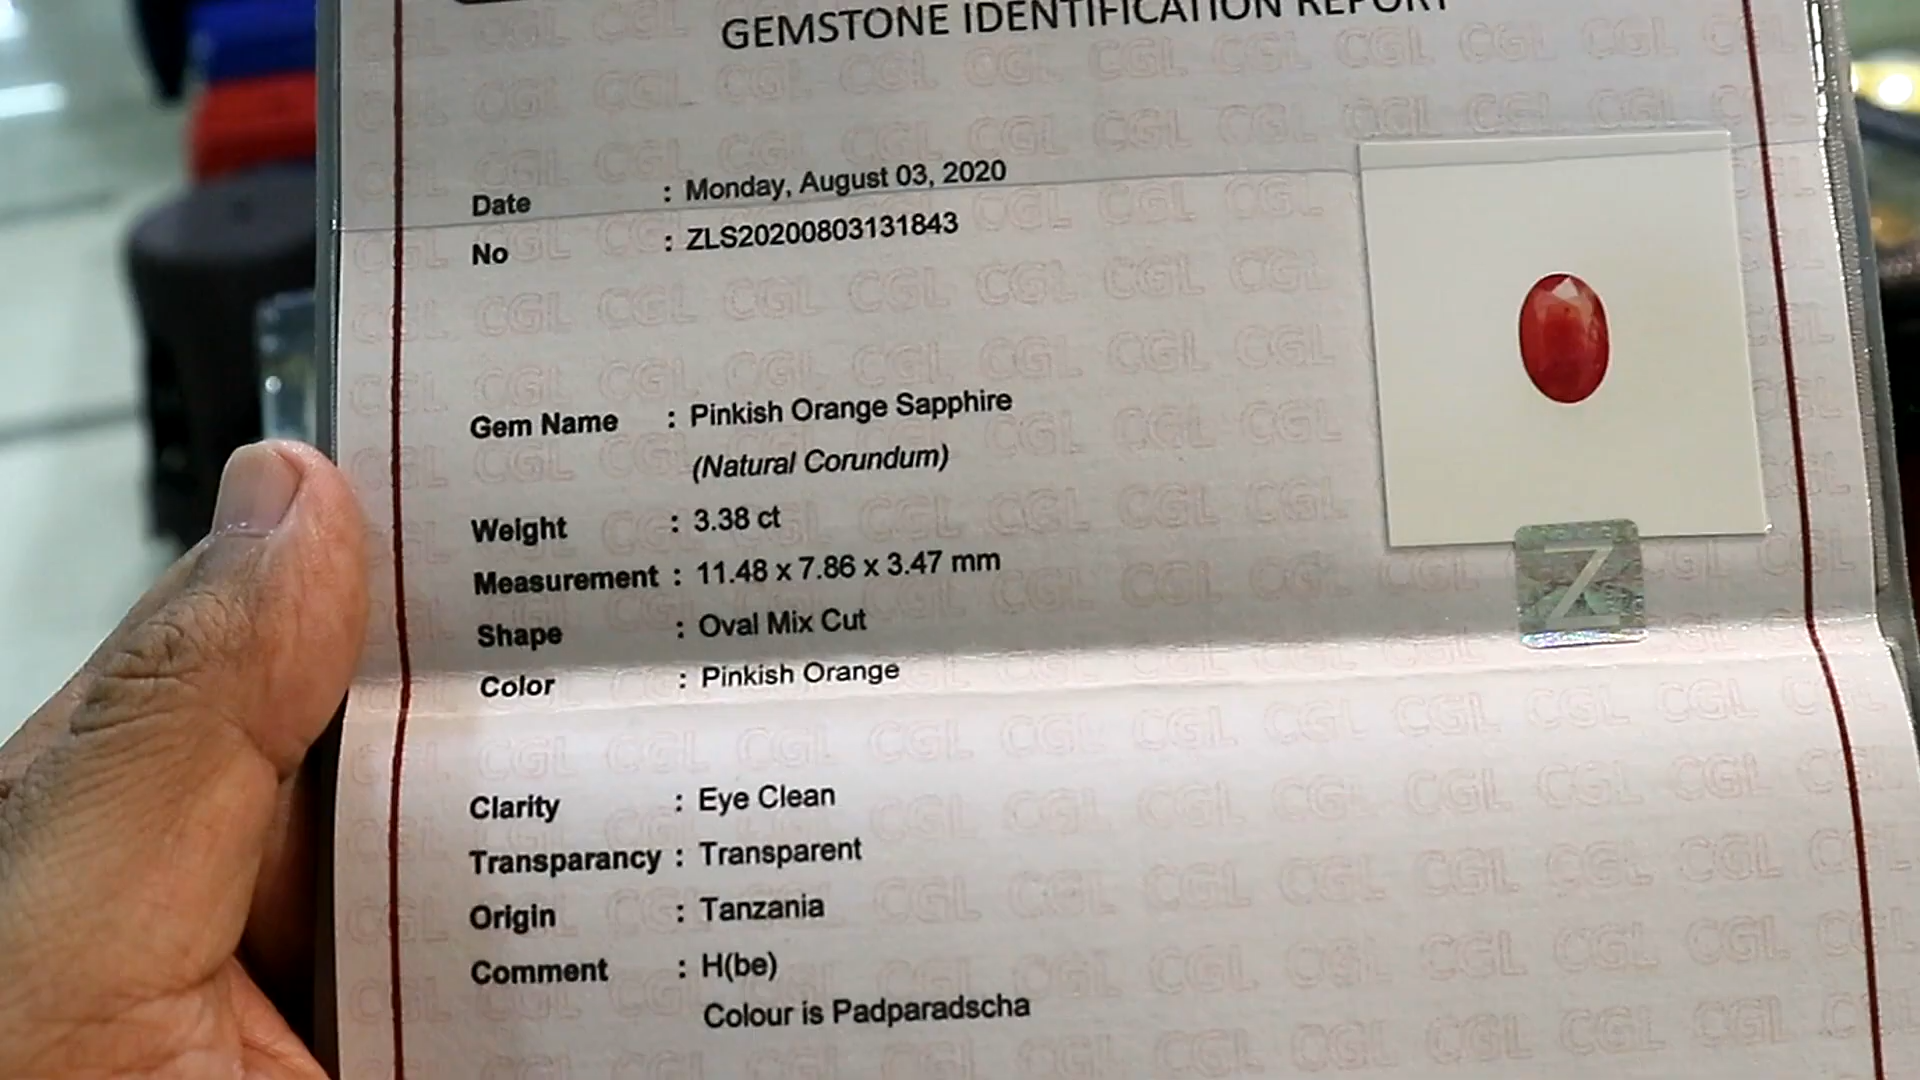 GEMSTONE IDENTIFICATION REPORT
Date : Monday, August 03, 2020
No : ZLS20200803131843
Gem Name : Pinkish Orange Sapphire
(Natural Corundum)
Weight : 3.38 ct
Measurement : 11.48 x 7.86 x 3.47 mm
Shape : Oval Mix Cut
Color : Pinkish Orange
Z
Clarity : Eye Clean
Transparancy : Transparent
Origin : Tanzania
Comment : H(be)
Colour is Padparadscha